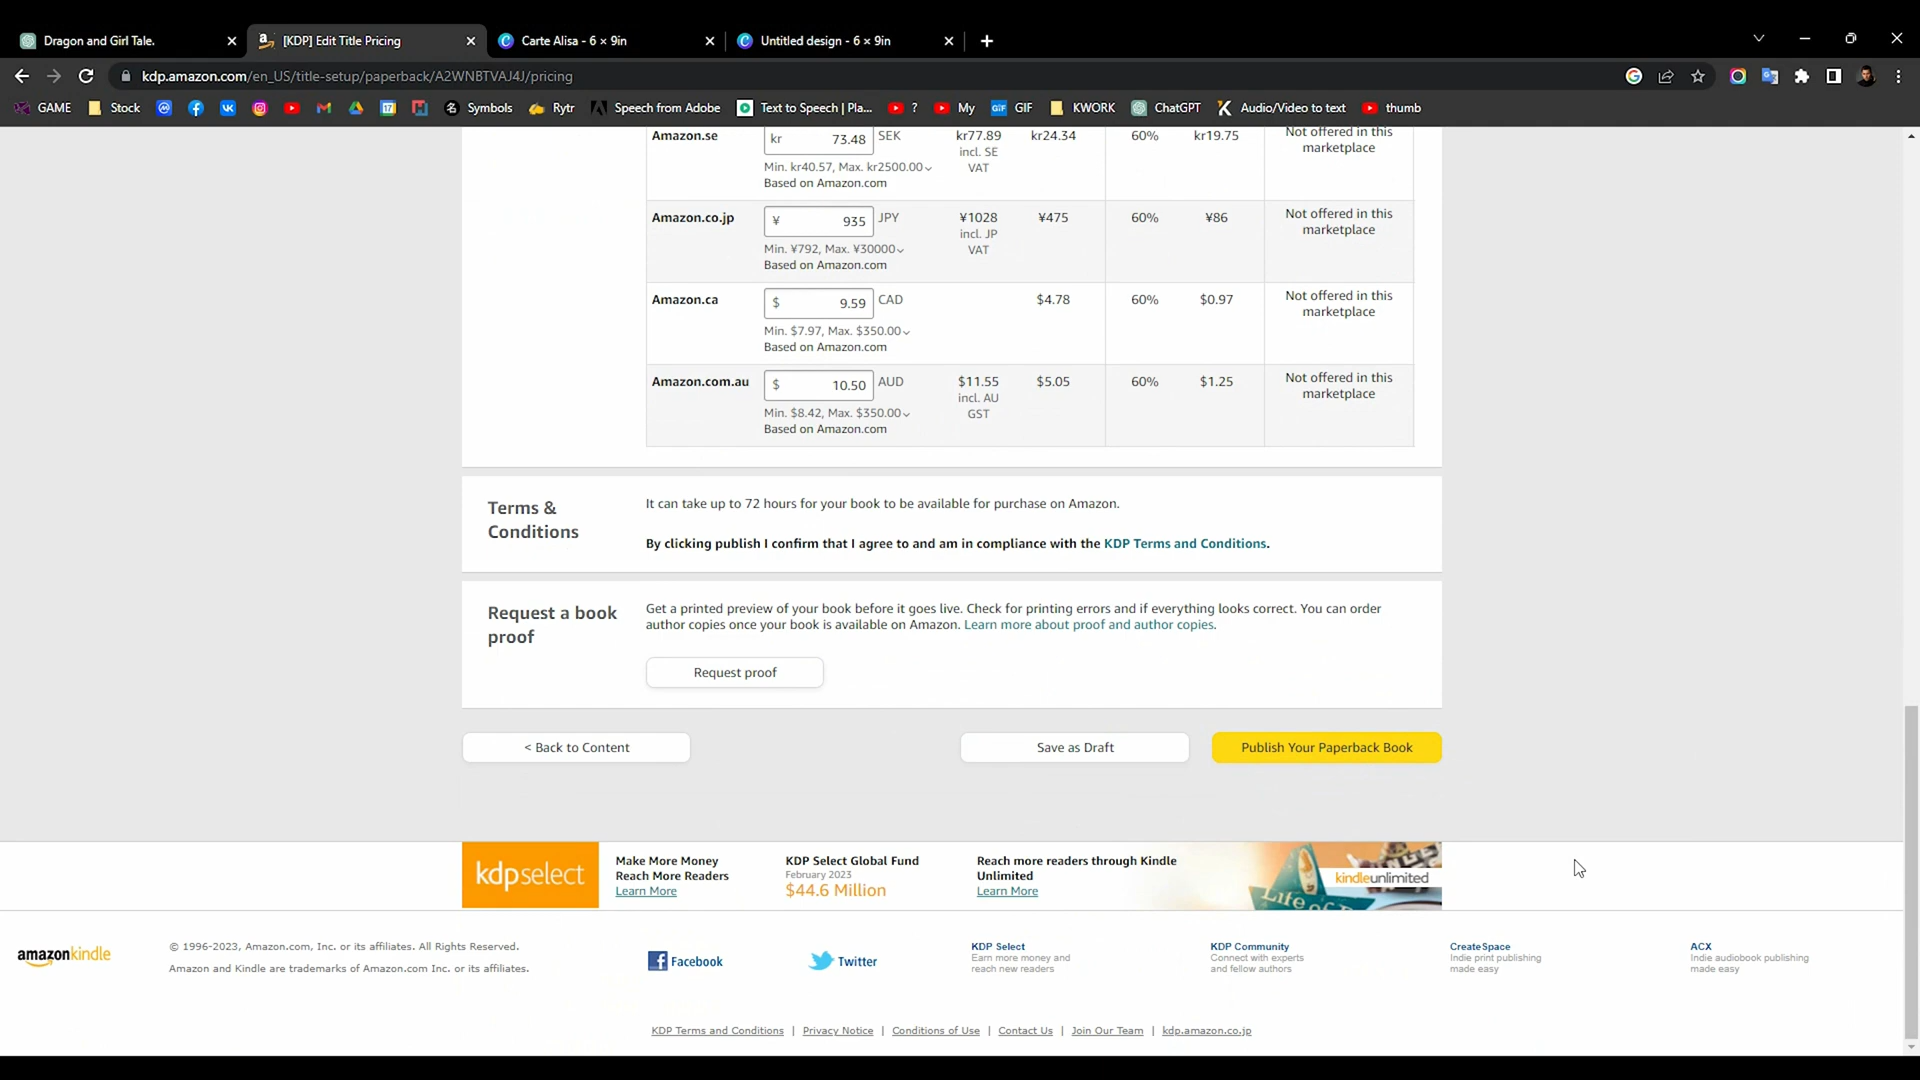 Dragon and Girl Tale.
[KDP] Edit Title Pricing
Carte Alisa - 6 × 9in
Untitled design - 6 × 9in
kdp.amazon.com/en_US/title-setup/paperback/A2WNBTVAJ4J/pricing
GAME
Stock
Symbols
Rytr
Speech from Adobe
Text to Speech | Pla...
?
My
GIF
KWORK
ChatGPT
Audio/Video to text
thumb
Amazon.se
kr 73.48 SEK
Min. kr40.57, Max. kr2500.00
Based on Amazon.com
kr77.89
incl. SE
VAT
kr24.34
60%
kr19.75
Not offered in this
marketplace
Amazon.co.jp
¥ 935 JPY
Min. ¥792, Max. ¥30000
Based on Amazon.com
¥1028
incl. JP
VAT
¥475
60%
¥86
Not offered in this
marketplace
Amazon.ca
$ 9.59 CAD
Min. $7.97, Max. $350.00
Based on Amazon.com
$4.78
60%
$0.97
Not offered in this
marketplace
Amazon.com.au
$ 10.50 AUD
Min. $8.42, Max. $350.00
Based on Amazon.com
$11.55
incl. AU
GST
$5.05
60%
$1.25
Not offered in this
marketplace
Terms &
Conditions
It can take up to 72 hours for your book to be available for purchase on Amazon.
By clicking publish I confirm that I agree to and am in compliance with the KDP Terms and Conditions.
Request a book
proof
Get a printed preview of your book before it goes live. Check for printing errors and if everything looks correct. You can order
author copies once your book is available on Amazon. Learn more about proof and author copies.
Request proof
< Back to Content
Save as Draft
Publish Your Paperback Book
kdpselect
Make More Money
Reach More Readers
Learn More
KDP Select Global Fund
February 2023
$44.6 Million
Reach more readers through Kindle
Unlimited
Learn More
kindleunlimited
Life of
amazonkindle
© 1996-2023, Amazon.com, Inc. or its affiliates. All Rights Reserved.
Amazon and Kindle are trademarks of Amazon.com Inc. or its affiliates.
Facebook
Twitter
KDP Select
Earn more money and
reach new readers
KDP Community
Connect with experts
and fellow authors
CreateSpace
Indie print publishing
made easy
ACX
Indie audiobook publishing
made easy
KDP Terms and Conditions | Privacy Notice | Conditions of Use | Contact Us | Join Our Team | kdp.amazon.co.jp